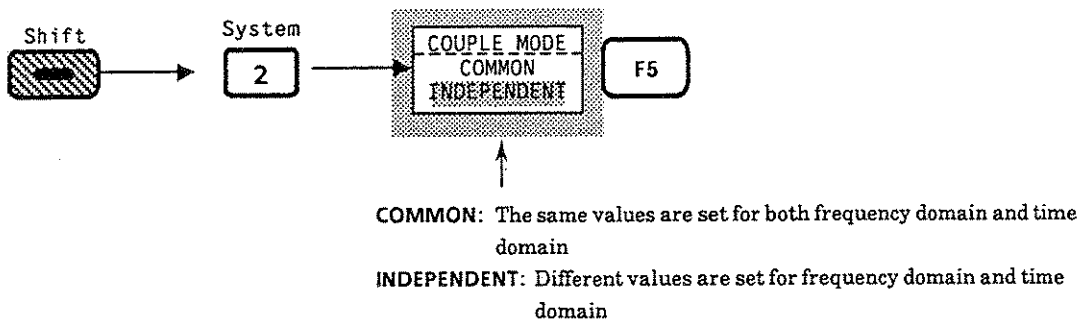 Shift
System
2
COUPLE MODE
COMMON
INDEPENDENT
F5
COMMON: The same values are set for both frequency domain and time
domain
INDEPENDENT: Different values are set for frequency domain and time
domain